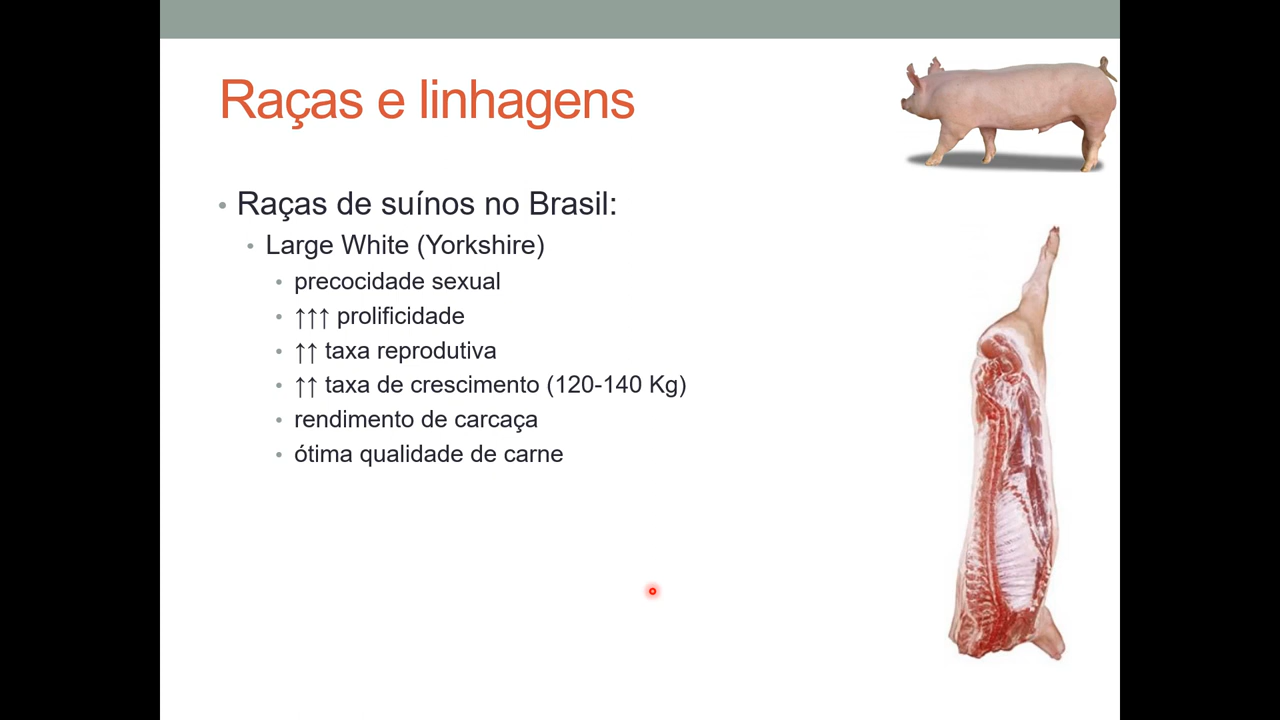 Raças e linhagens
• Raças de suínos no Brasil:
• Large White (Yorkshire)
• precocidade sexual
• ↑↑↑ prolificidade
• ↑↑ taxa reprodutiva
• ↑↑ taxa de crescimento (120-140 Kg)
• rendimento de carcaça
• ótima qualidade de carne